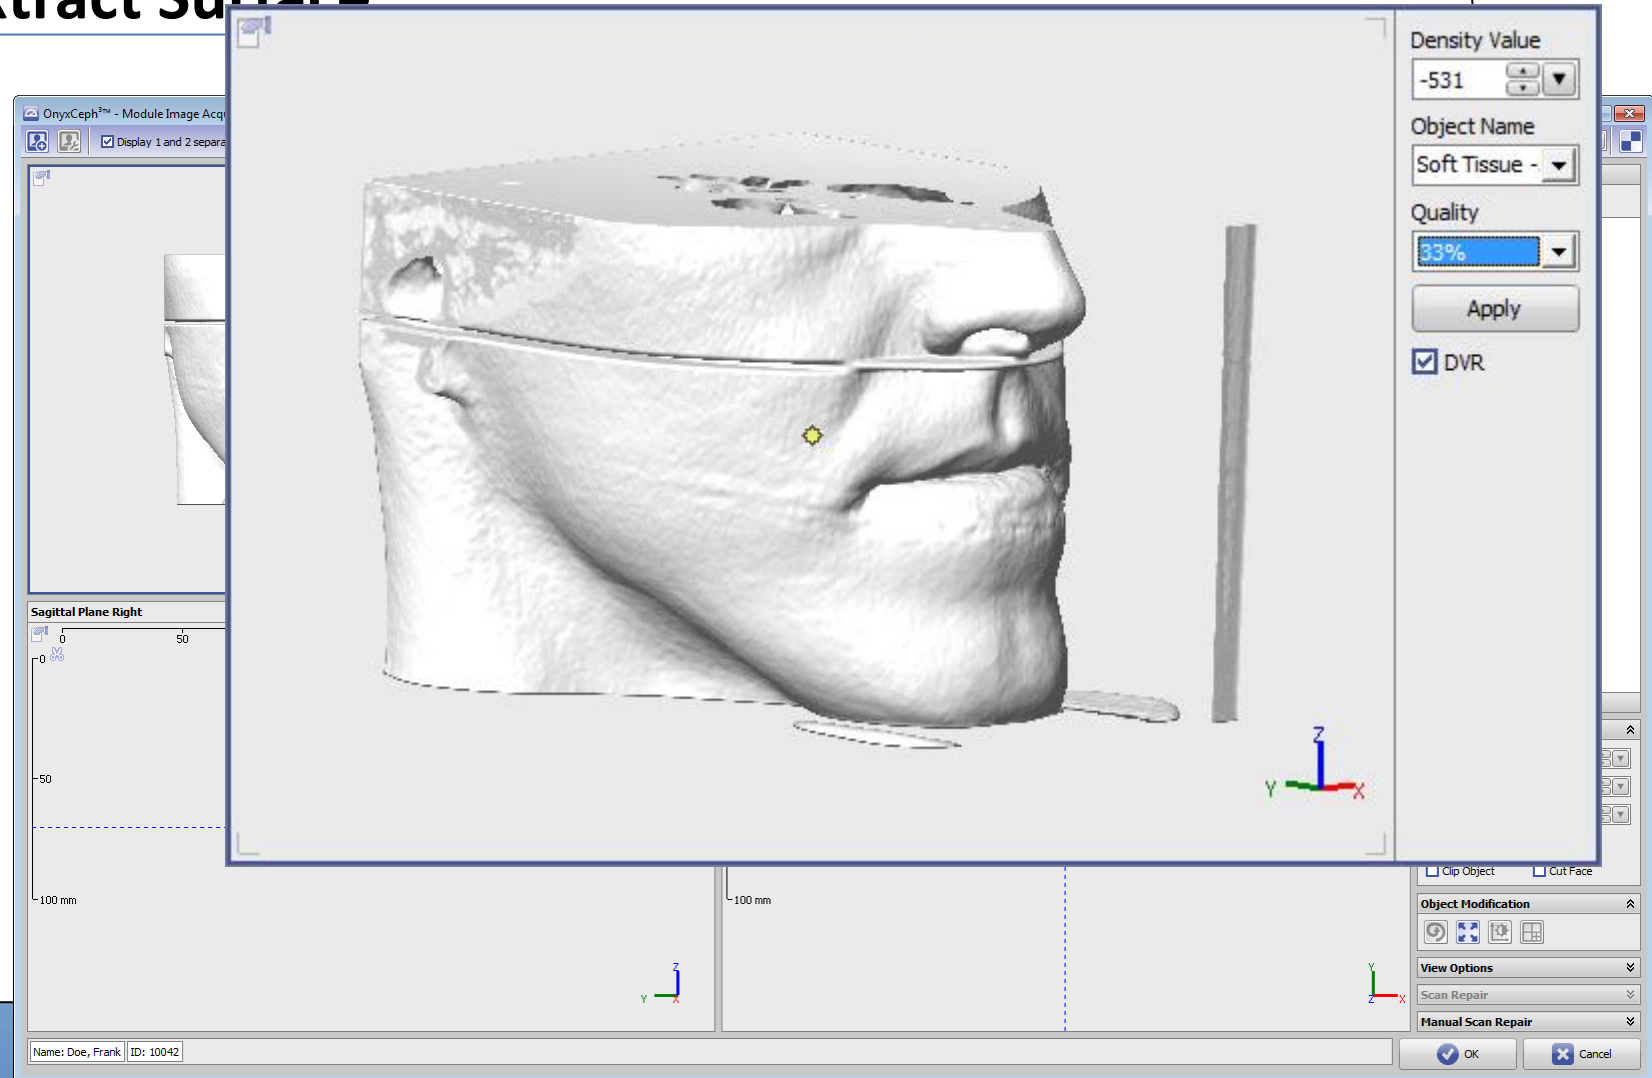 xtract Surface
Density Value
-531
Object Name
Soft Tissue -
Quality
33%
Apply
DVR
OnyxCeph³™ - Module Image Acqu
Display 1 and 2 separa
Z
Y X
Sagittal Plane Right
0 50
0
50
100 mm
100 mm
Z
Y X
Y
Z X
Clip Object Cut Face
Object Modification
View Options
Scan Repair
Manual Scan Repair
Name: Doe, Frank ID: 10042
OK Cancel